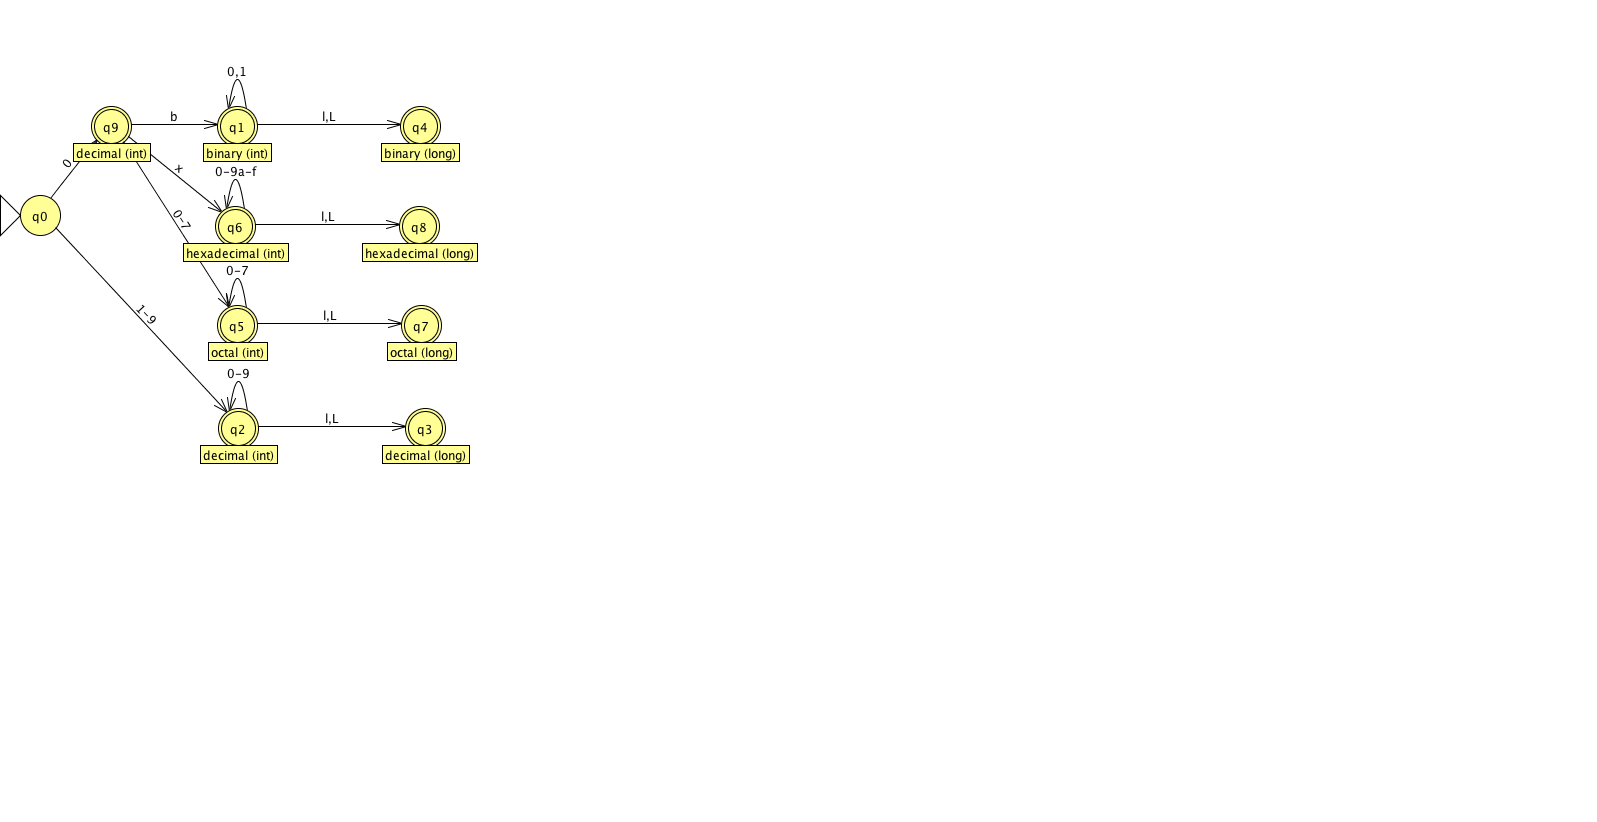 0,1
q9
b
q1
l,L
q4
decimal (int)
binary (int)
binary (long)
0
x
0-9a-f
q0
0-7
q6
l,L
q8
hexadecimal (int)
hexadecimal (long)
0-7
1-9
q5
l,L
q7
octal (int)
octal (long)
0-9
q2
l,L
q3
decimal (int)
decimal (long)